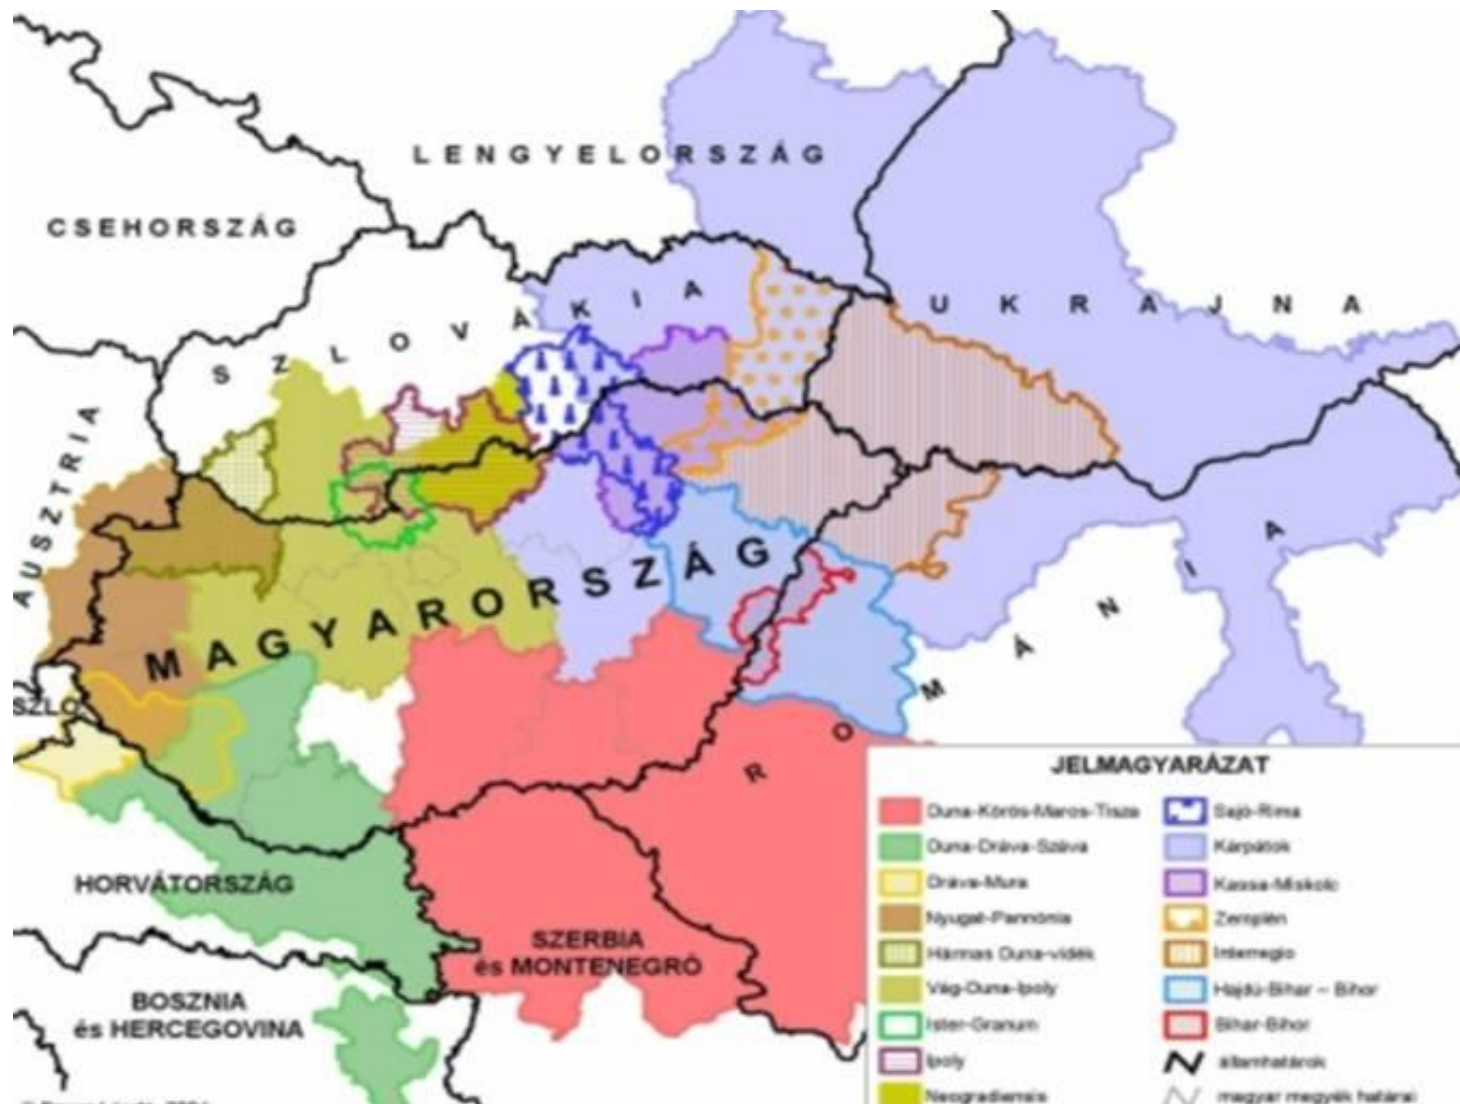 LENGYELORSZÁG
CSEHORSZÁG
SZLOVÁKIA
UKRAJNA
AUSZTRIA
MAGYARORSZÁG
ROMÁNIA
SZLO
HORVÁTORSZÁG
SZERBIA
és MONTENEGRÓ
BOSZNIA
és HERCEGOVINA
JELMAGYARÁZAT
Duna-Körös-Maros-Tisza
Duna-Dráva-Száva
Dráva-Mura
Nyugat-Pannónia
Hármas Duna-vidék
Vág-Duna-Ipoly
Ister-Granum
Ipoly
Neogradiensis
Sajó-Rima
Kárpátok
Kassa-Miskolc
Zemplén
Interregio
Hajdú-Bihar – Bihor
Bihar-Bihor
államhatárok
magyar megyék határai